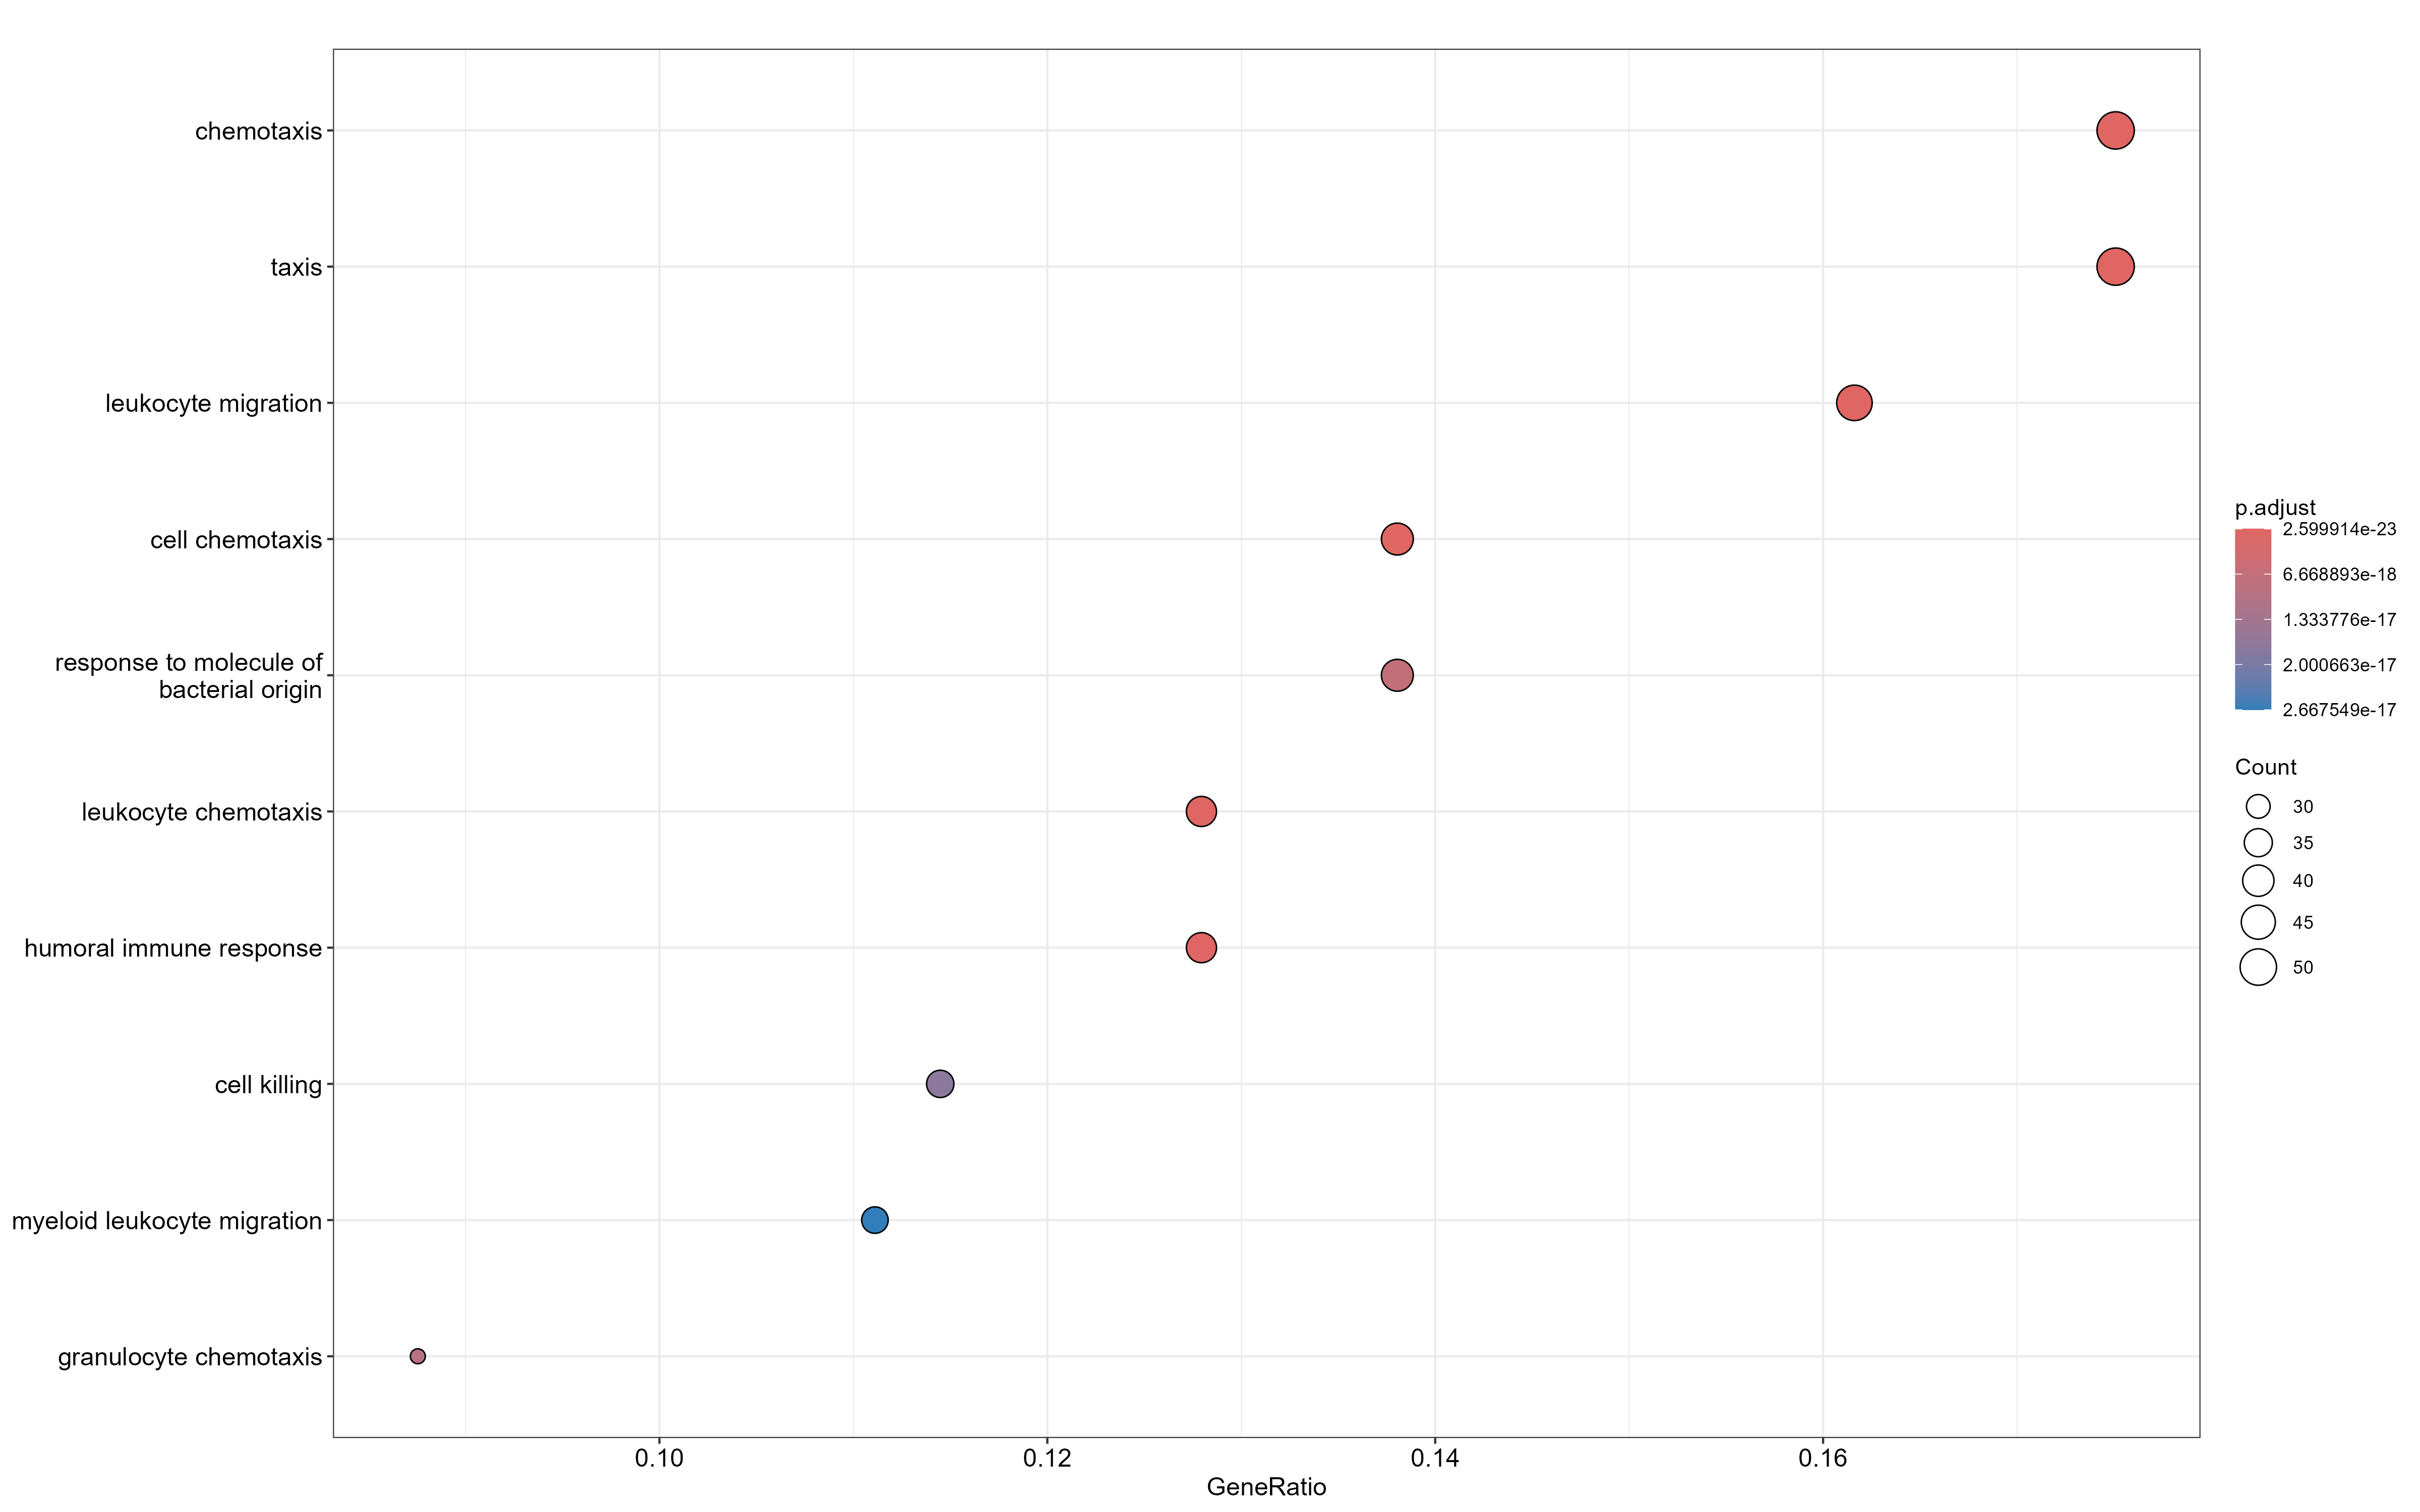 chemotaxis
taxis
leukocyte migration
cell chemotaxis
response to molecule of
bacterial origin
leukocyte chemotaxis
humoral immune response
cell killing
myeloid leukocyte migration
granulocyte chemotaxis
0.10
0.12
0.14
0.16
GeneRatio
p.adjust
2.599914e-23
6.668893e-18
1.333776e-17
2.000663e-17
2.667549e-17
Count
30
35
40
45
50